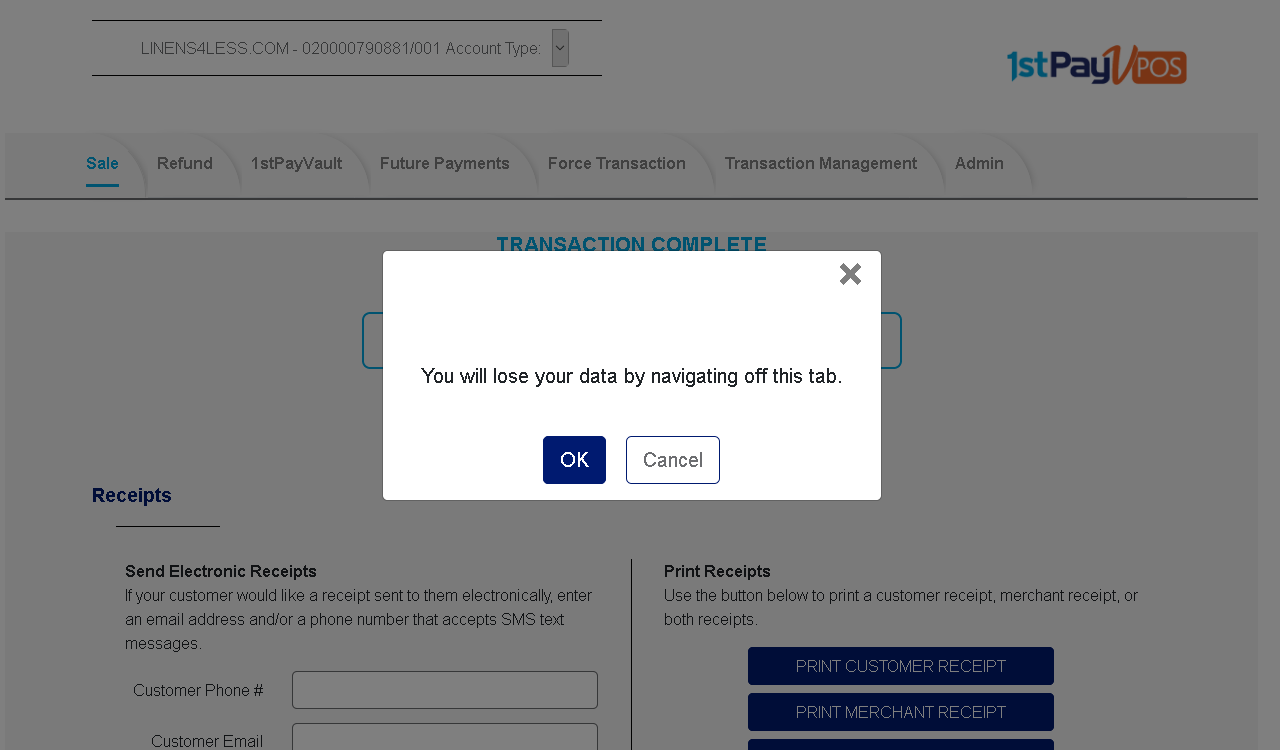 LINENS4LESS.COM - 020000790881/001 Account Type:
1stPayVPOS
Sale Refund 1stPayVault Future Payments Force Transaction Transaction Management Admin
TRANSACTION COMPLETE
You will lose your data by navigating off this tab.
OK Cancel
Receipts
Send Electronic Receipts
If your customer would like a receipt sent to them electronically, enter
an email address and/or a phone number that accepts SMS text
messages.
Customer Phone #
Customer Email
Print Receipts
Use the button below to print a customer receipt, merchant receipt, or
both receipts.
PRINT CUSTOMER RECEIPT
PRINT MERCHANT RECEIPT